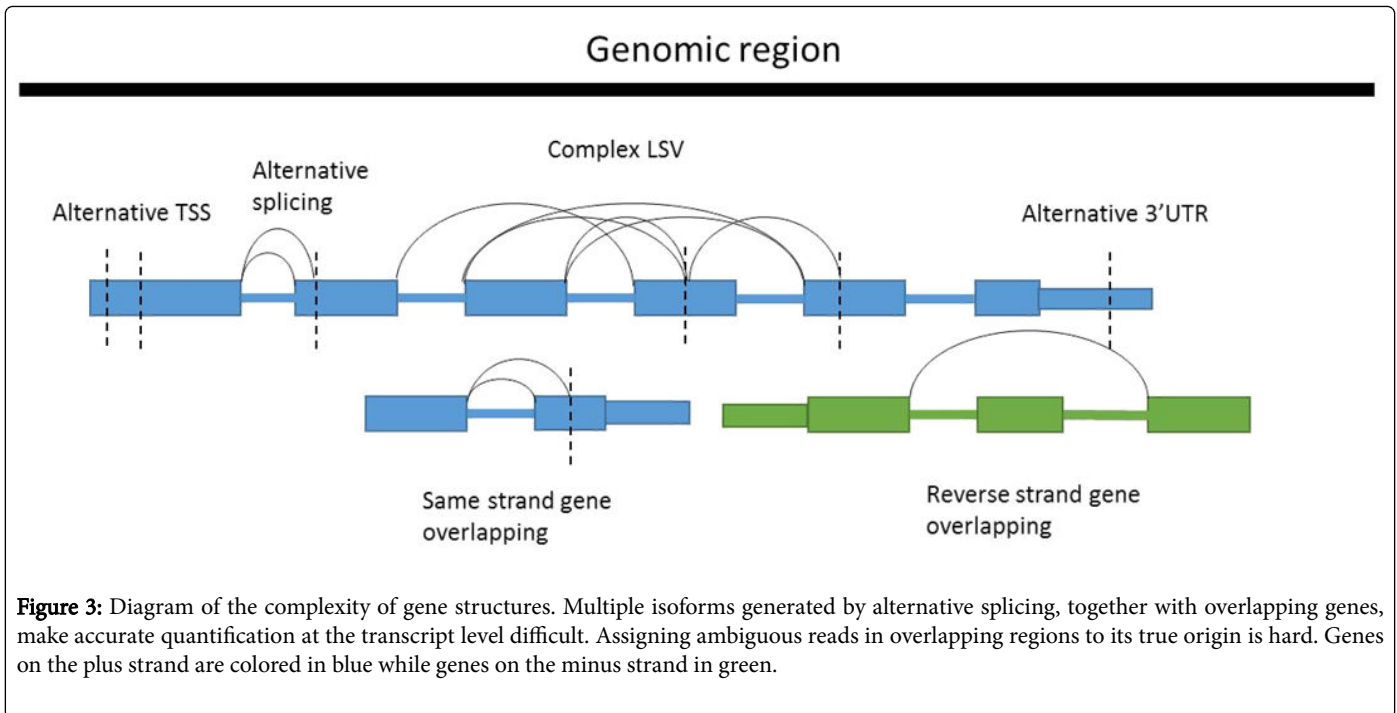 Genomic region
Complex LSV
Alternative
splicing
Alternative TSS
Alternative 3’UTR
Same strand gene
overlapping
Reverse strand gene
overlapping
Figure 3: Diagram of the complexity of gene structures. Multiple isoforms generated by alternative splicing, together with overlapping genes,
make accurate quantification at the transcript level difficult. Assigning ambiguous reads in overlapping regions to its true origin is hard. Genes
on the plus strand are colored in blue while genes on the minus strand in green.